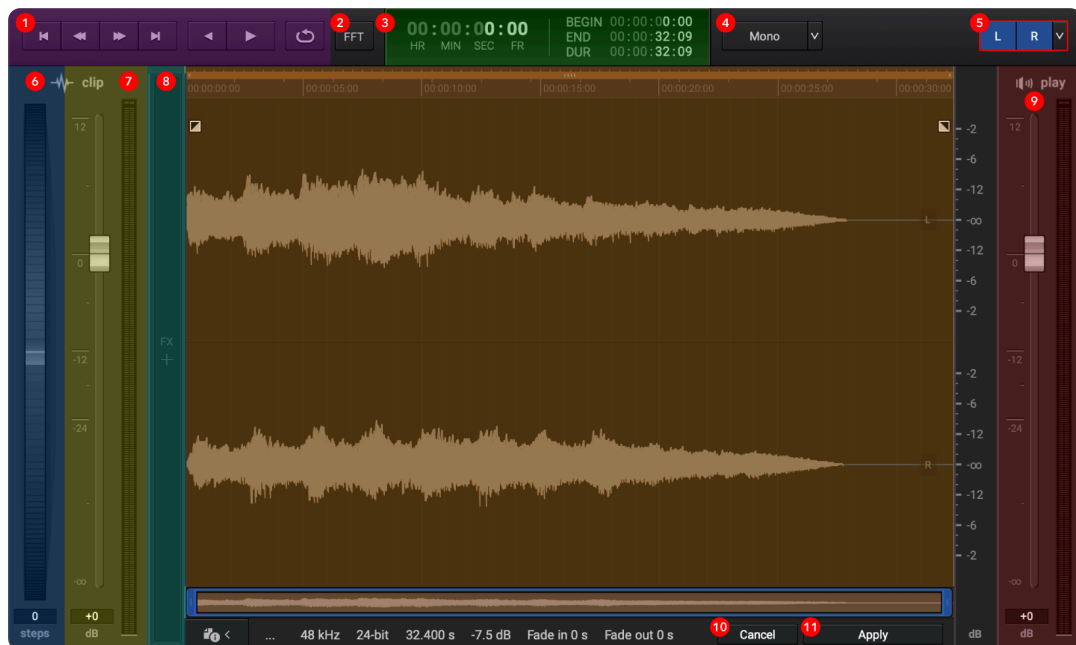 1
2
FFT
3
00:00:00:00
HR MIN SEC FR
BEGIN 00:00:00:00
END 00:00:32:09
DUR 00:00:32:09
4
Mono
5
L R
6
clip
7
8
00:00:00:00 00:00:05:00 00:00:10:00 00:00:15:00 00:00:20:00 00:00:25:00 00:00:30:00
play
9
12
0
-12
-24
-∞
FX
L
R
-2
-6
-12
-∞
-12
-6
-2
-2
-6
-12
-∞
-12
-6
-2
12
0
-12
-24
-∞
0
steps
+0
dB
... 48 kHz 24-bit 32.400 s -7.5 dB Fade in 0 s Fade out 0 s
10
Cancel
11
Apply
dB
+0
dB